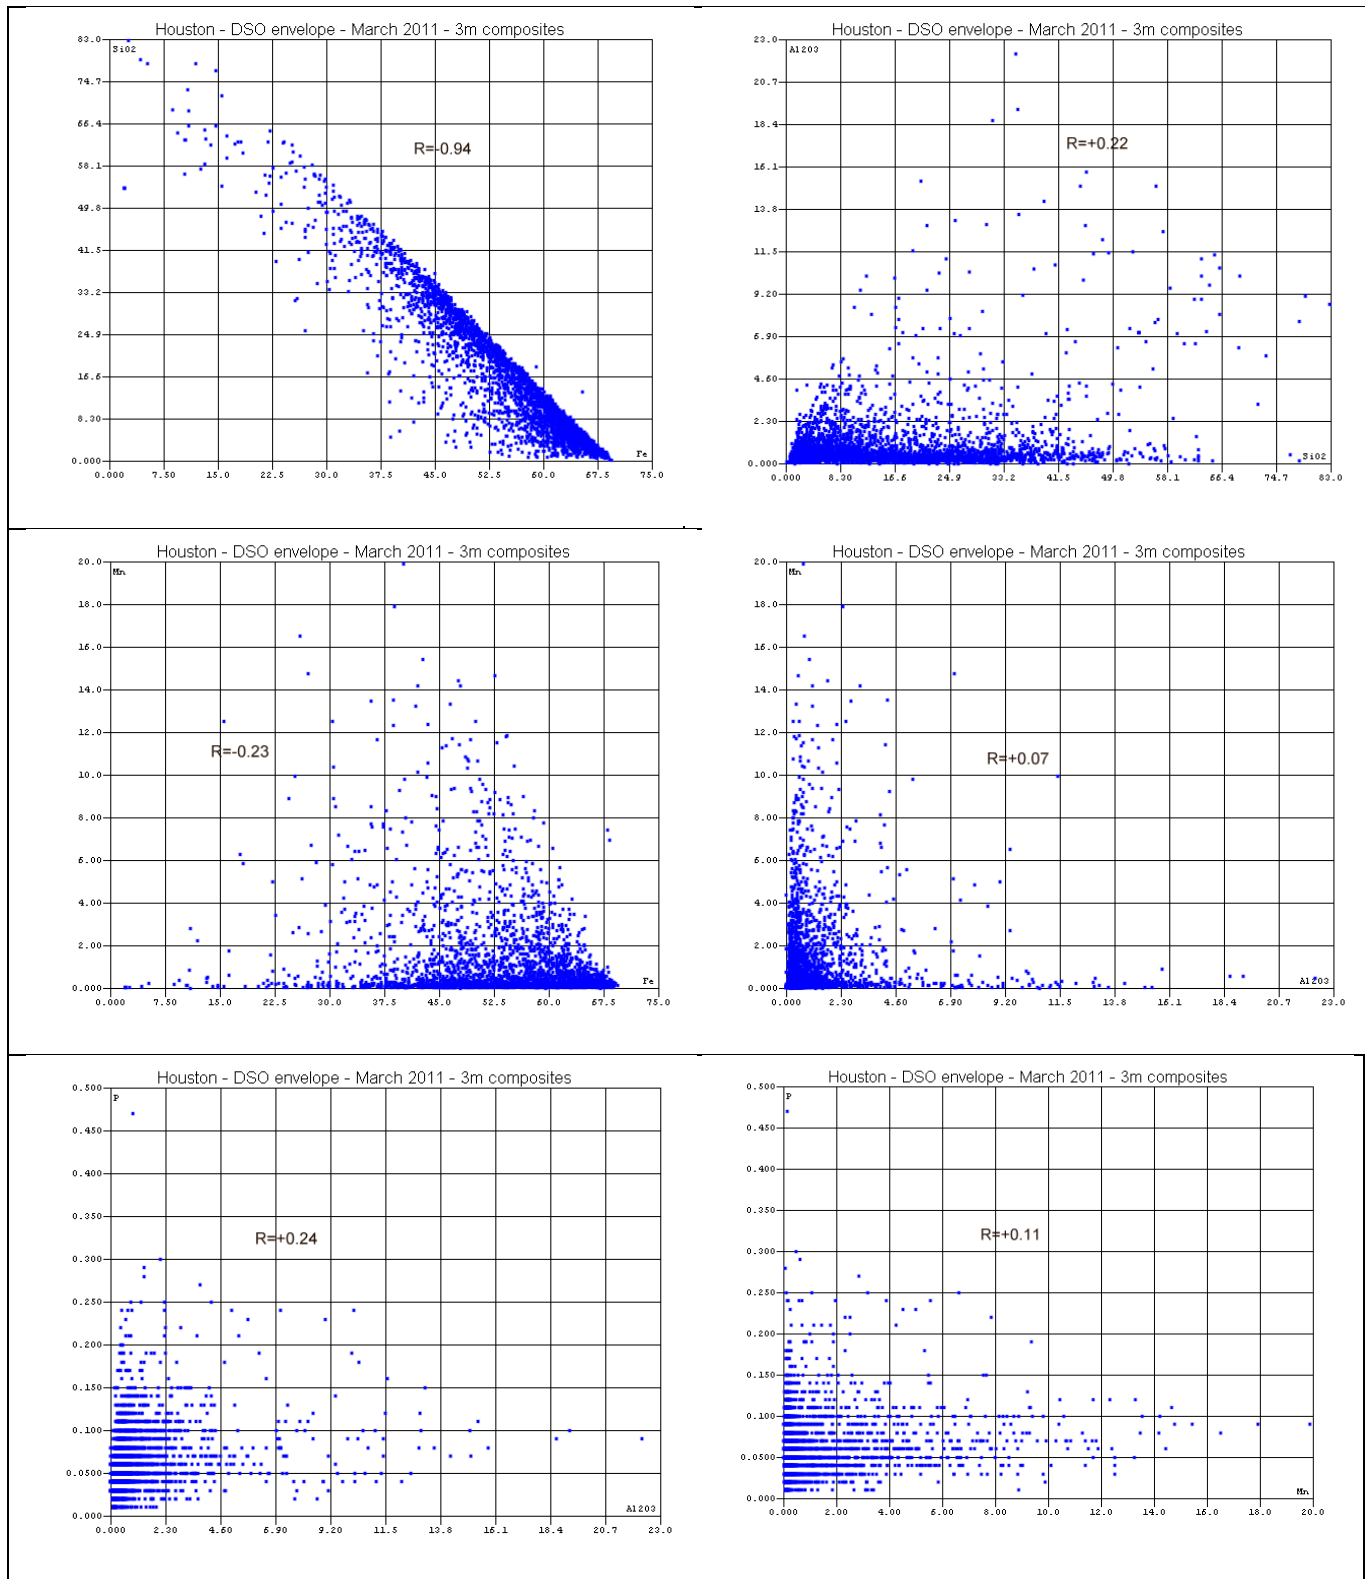 Houston - DSO envelope - March 2011 - 3m composites
83.0
SiO2
74.7
66.4
R=-0.94
58.1
49.8
41.5
33.2
24.9
16.6
8.30
0.000
Fe
0.000 7.50 15.0 22.5 30.0 37.5 45.0 52.5 60.0 67.5 75.0
Houston - DSO envelope - March 2011 - 3m composites
23.0
Al2O3
20.7
18.4
R=+0.22
16.1
13.8
11.5
9.20
6.90
4.60
2.30
0.000
SiO2
0.000 8.30 16.6 24.9 33.2 41.5 49.8 58.1 66.4 74.7 83.0
Houston - DSO envelope - March 2011 - 3m composites
20.0
Mn
18.0
16.0
14.0
12.0
R=-0.23
10.0
8.00
6.00
4.00
2.00
0.000
Fe
0.000 7.50 15.0 22.5 30.0 37.5 45.0 52.5 60.0 67.5 75.0
Houston - DSO envelope - March 2011 - 3m composites
20.0
Mn
18.0
16.0
14.0
12.0
R=+0.07
10.0
8.00
6.00
4.00
2.00
0.000
Al2O3
0.000 2.30 4.60 6.90 9.20 11.5 13.8 16.1 18.4 20.7 23.0
Houston - DSO envelope - March 2011 - 3m composites
0.500
P
0.450
0.400
0.350
R=+0.24
0.300
0.250
0.200
0.150
0.100
0.0500
0.000
Al2O3
0.000 2.30 4.60 6.90 9.20 11.5 13.8 16.1 18.4 20.7 23.0
Houston - DSO envelope - March 2011 - 3m composites
0.500
P
0.450
0.400
0.350
R=+0.11
0.300
0.250
0.200
0.150
0.100
0.0500
0.000
Mn
0.000 2.00 4.00 6.00 8.00 10.0 12.0 14.0 16.0 18.0 20.0